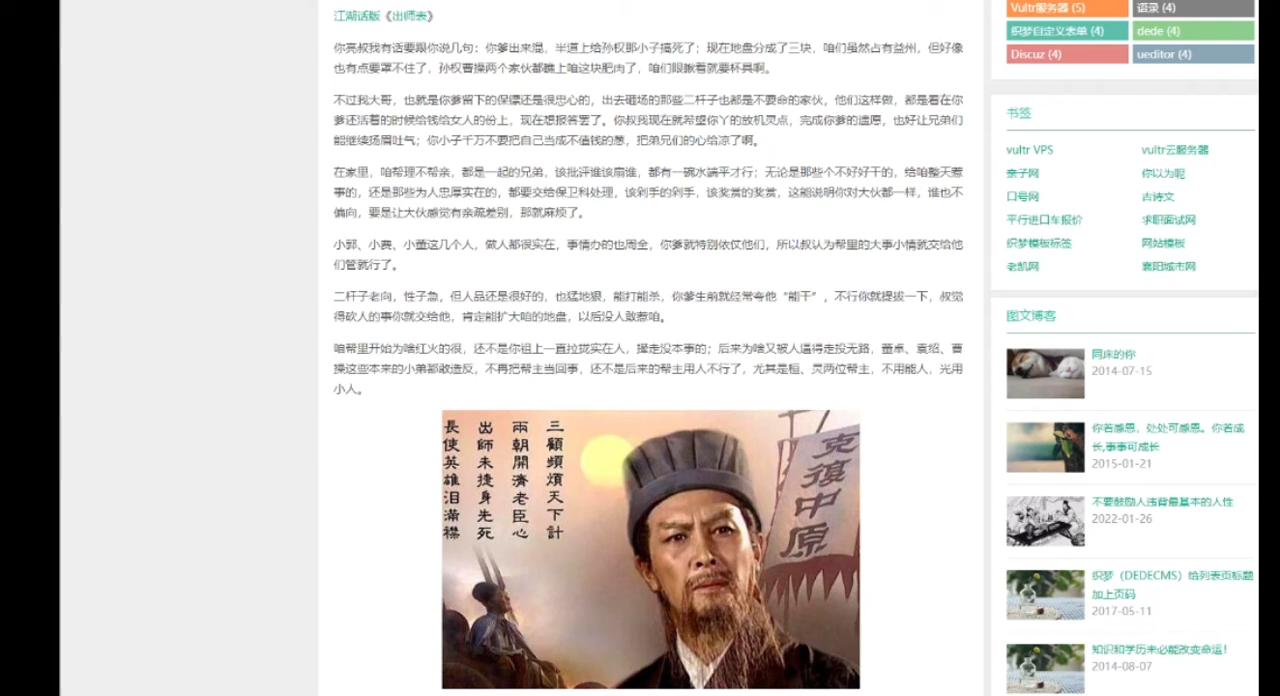 江湖话版《出师表》
你亮叔我有话要跟你说几句：你爹出来混，半道上给孙权那小子搞死了；现在地盘分成了三块，咱们虽然占有益州，但好像
也有点要罩不住了，孙权曹操两个家伙都瞧上咱这块肥肉了，咱们眼瞅着就要杯具啊。
不过我大哥，也就是你爹留下的保镖还是很忠心的，出去砸场的那些二杆子也都是不要命的家伙，他们这样做，都是看在你
爹还活着的时候给钱给女人的份上，现在想报答罢了。你叔我现在就希望你丫的放机灵点，完成你爹的遗愿，也好让兄弟们
能继续扬眉吐气；你小子千万不要把自己当成不值钱的葱，把弟兄们的心给凉了啊。
在家里，咱帮理不帮亲，都是一起的兄弟，该批评谁该扇谁，都有一碗水端平才行；无论是那些个不好好干的，给咱整天惹
事的，还是那些为人忠厚实在的，都要交给保卫科处理，该剁手的剁手，该奖赏的奖赏，这能说明你对大伙都一样，谁也不
偏向，要是让大伙感觉有亲疏差别，那就麻烦了。
小郭、小费、小董这几个人，做人都很实在，事情办的也周全，你爹就特别依仗他们，所以叔认为帮里的大事小情就交给他
们管就行了。
二杆子老向，性子急，但人品还是很好的，也猛地狠，能打能杀，你爹生前就经常夸他“能干”，不行你就提拔一下，叔觉
得砍人的事你就交给他，肯定能扩大咱的地盘，以后没人敢惹咱。
咱帮里开始为啥红火的很，还不是你祖上一直拉拢实在人，撵走没本事的；后来为啥又被人逼得走投无路，董卓、袁绍、曹
操这些本来的小弟都敢造反，不再把帮主当回事，还不是后来的帮主用人不行了，尤其是桓、灵两位帮主，不用能人，光用
小人。
三顧頻煩天下計
兩朝開濟老臣心
出師未捷身先死
長使英雄淚滿襟
克復中原
Vultr服务器 (5)
语录 (4)
织梦自定义表单 (4)
dede (4)
Discuz (4)
ueditor (4)
书签
vultr VPS
vultr云服务器
亲子网
你以为呢
口号网
古诗文
平行进口车报价
求职面试网
织梦模板标签
网站模板
老凯网
襄阳城市网
图文博客
同床的你
2014-07-15
你若感恩，处处可感恩。你若成
长,事事可成长
2015-01-21
不要鼓励人违背最基本的人性
2022-01-26
织梦（DEDECMS）给列表页标题
加上页码
2017-05-11
知识和学历未必能改变命运！
2014-08-07